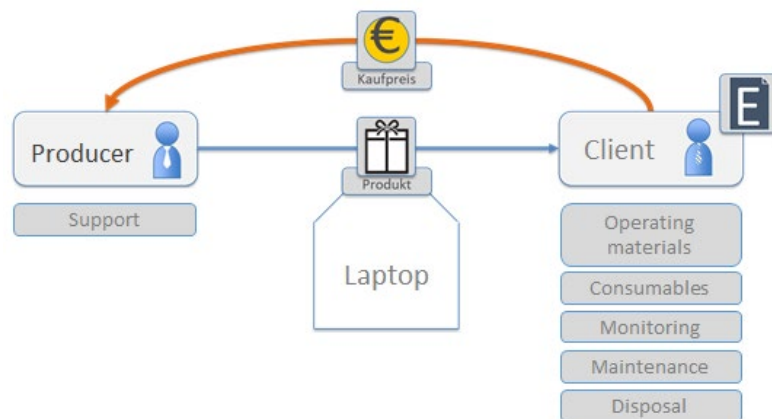 €
Kaufpreis
E
Producer
Produkt
Client
Support
Laptop
Operating
materials
Consumables
Monitoring
Maintenance
Disposal